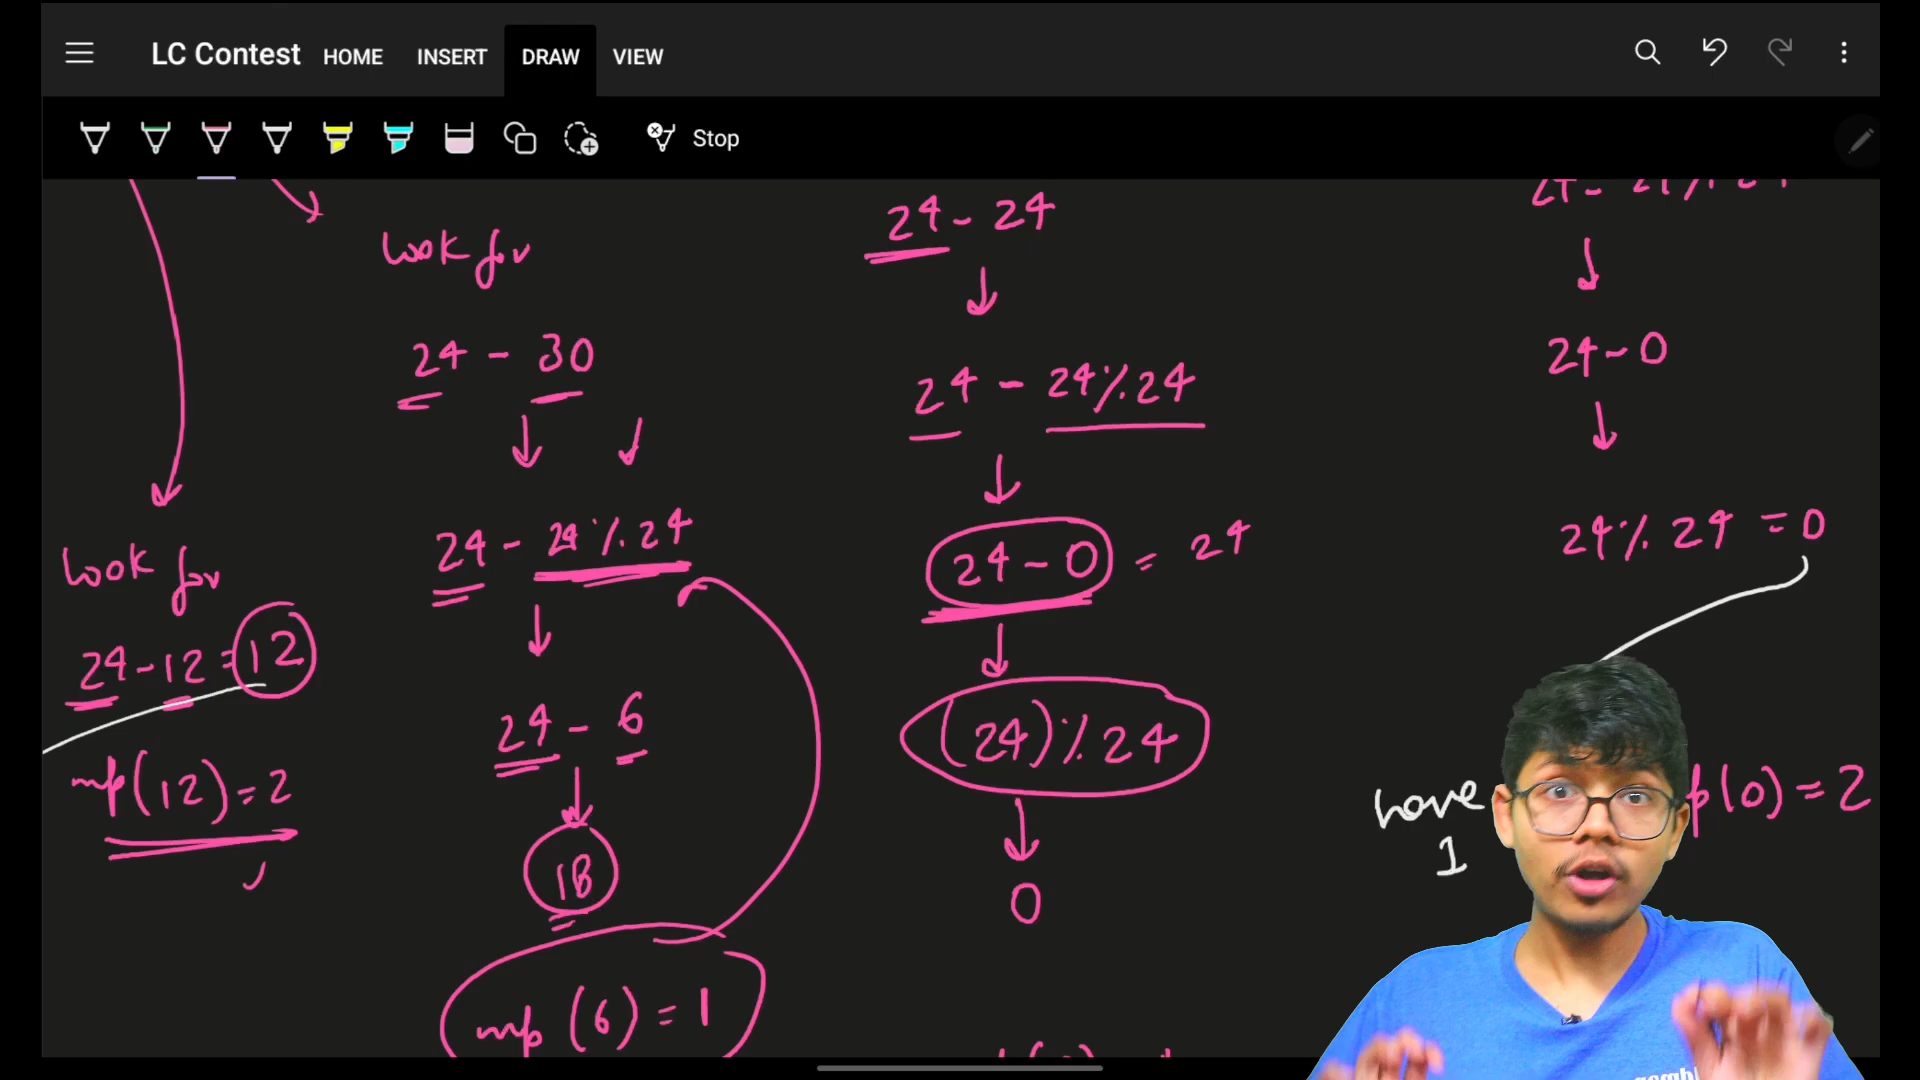 LC Contest HOME INSERT DRAW VIEW
Stop
look for
24 - 30
24 - 24 % 24
24 - 6
18
mp (6) = 1
look for
24 - 12 = 12
mp(12) = 2
24 - 24
24 - 24 % 24
24 - 0 = 24
(24) % 24
0
24 - 0
24 % 24 = 0
have
1
p(0) = 2